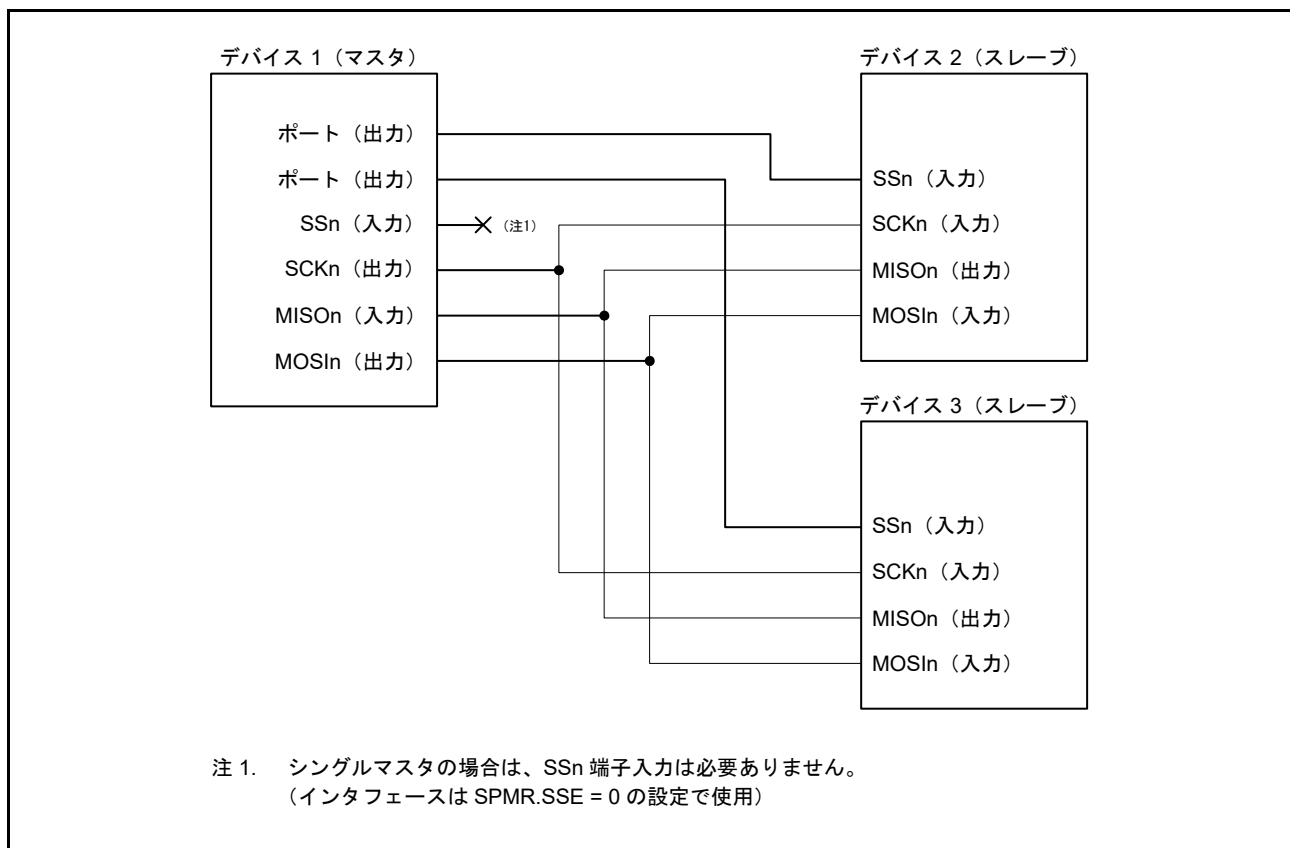 デバイス 1（マスタ）
ポート（出力）
ポート（出力）
SSn（入力）
（注1）
SCKn（出力）
MISOn（入力）
MOSIn（出力）
デバイス 2（スレーブ）
SSn（入力）
SCKn（入力）
MISOn（出力）
MOSIn（入力）
デバイス 3（スレーブ）
SSn（入力）
SCKn（入力）
MISOn（出力）
MOSIn（入力）
注 1. シングルマスタの場合は、SSn 端子入力は必要ありません。
（インタフェースは SPMR.SSE = 0 の設定で使用）